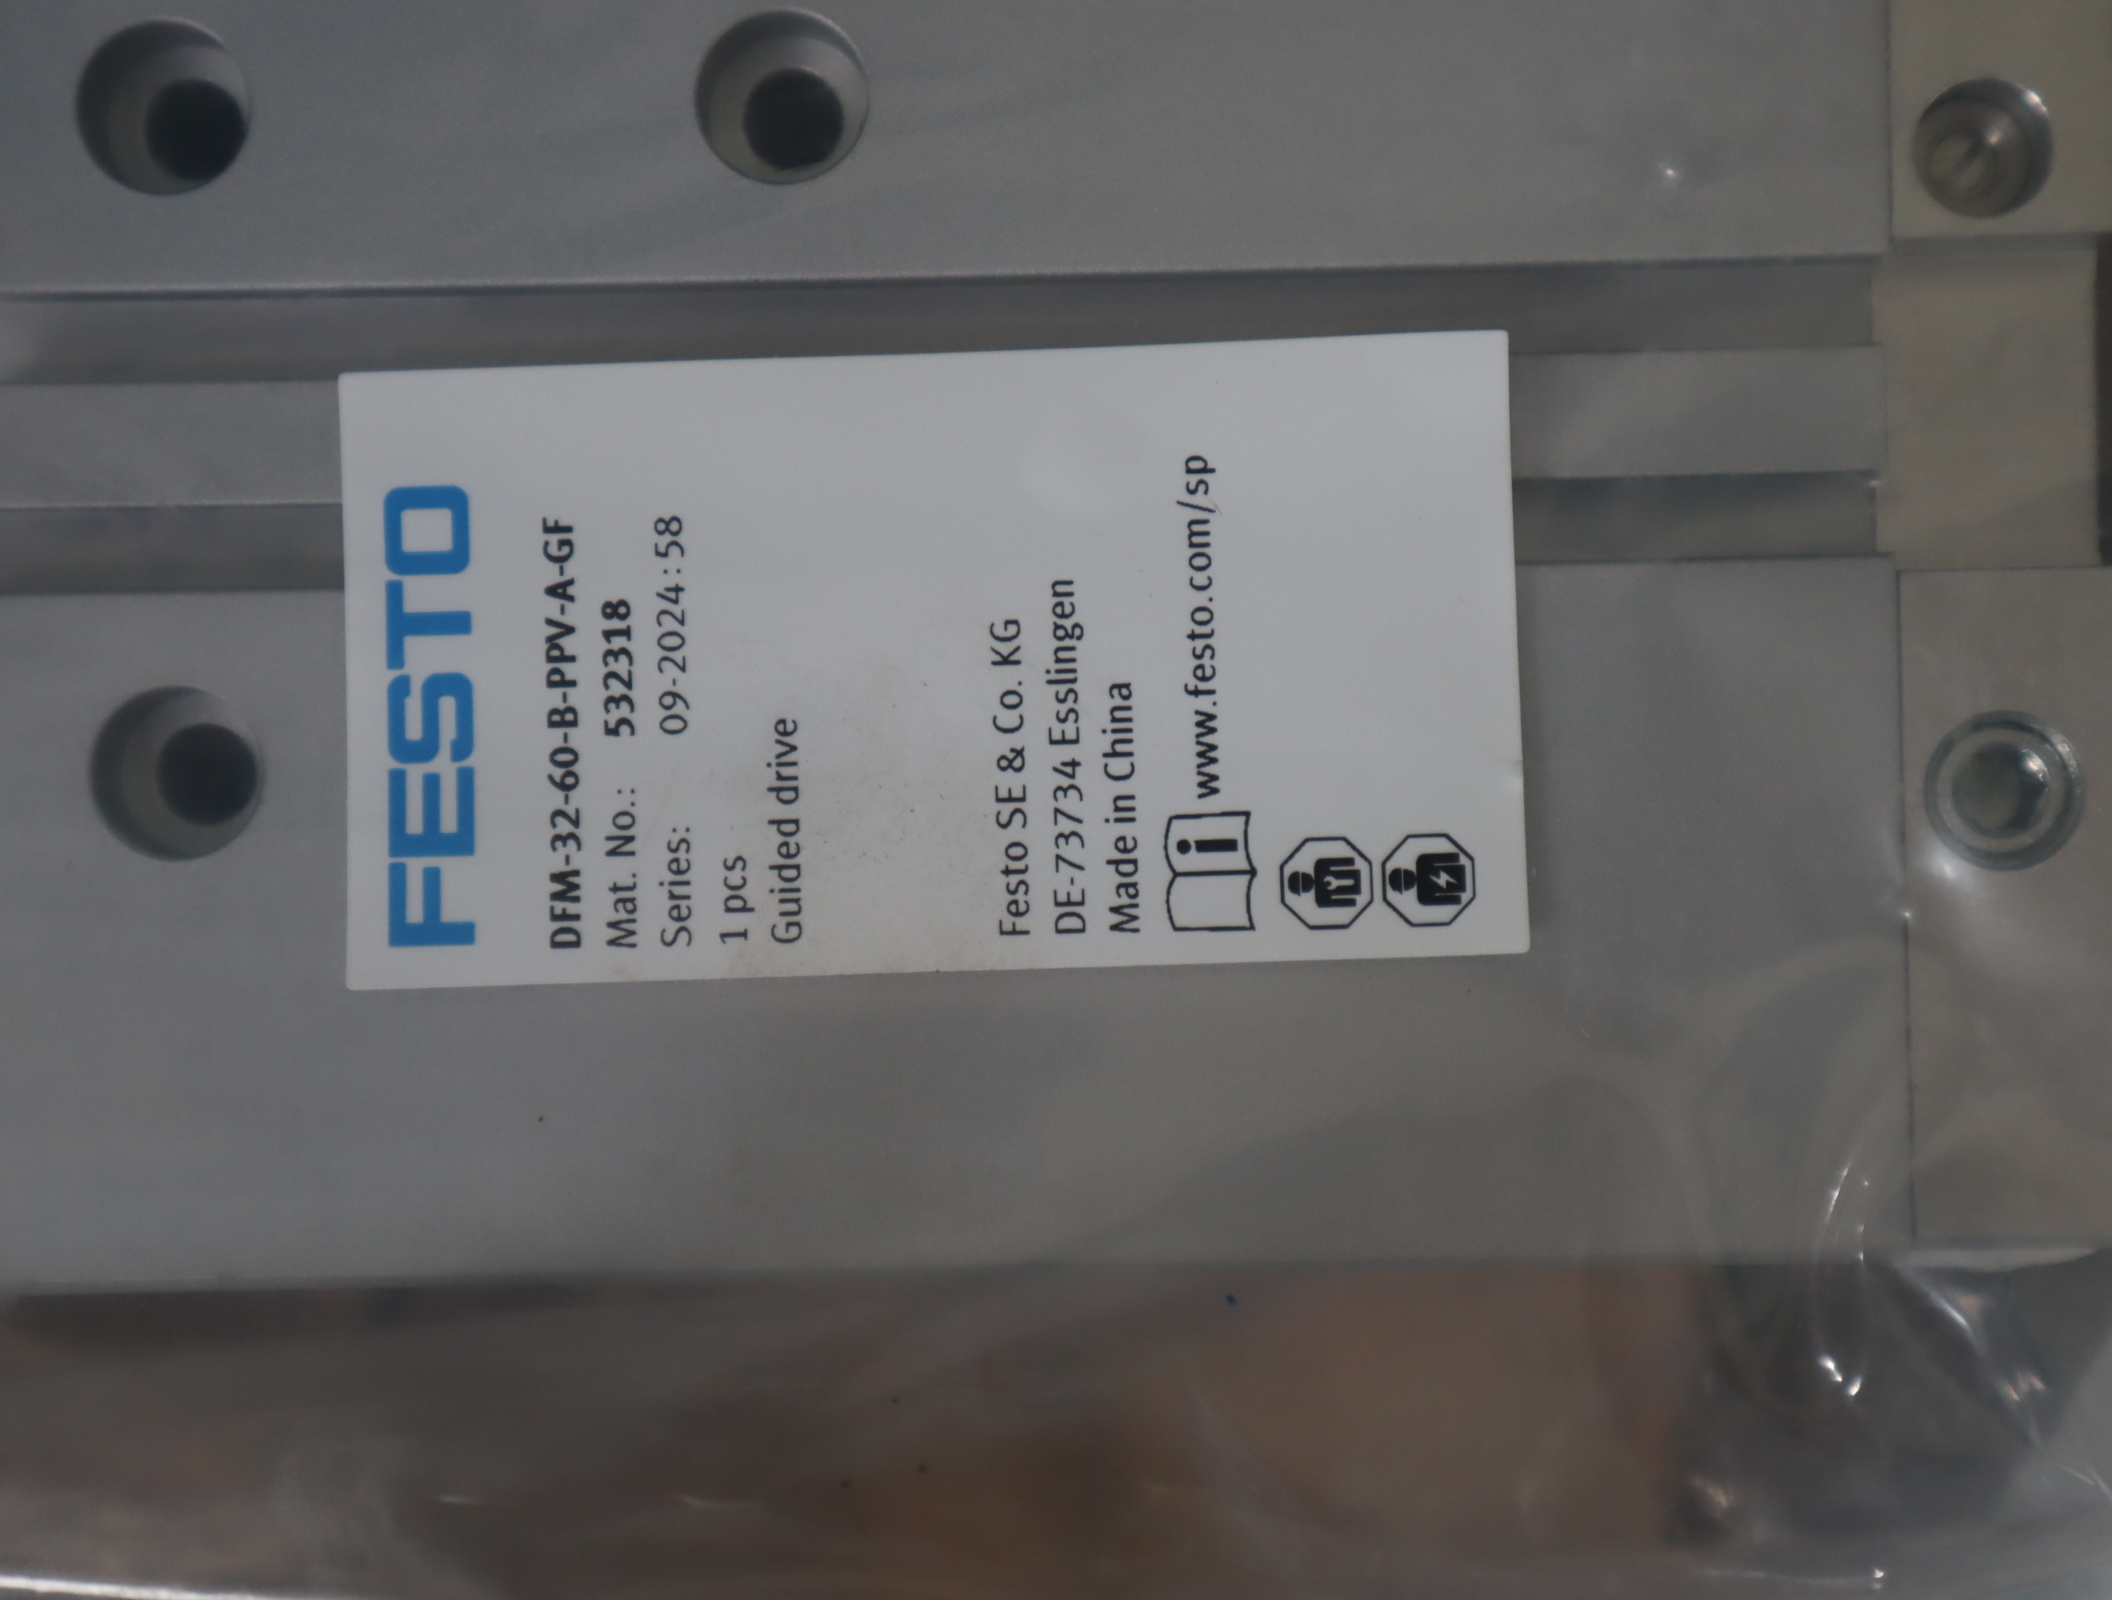 FESTO
DFM-32-60-B-PPV-A-GF
Mat. No.: 532318
Series: 09-2024:58
1 pcs
Guided drive
Festo SE & Co. KG
DE-73734 Esslingen
Made in China
i www.festo.com/sp